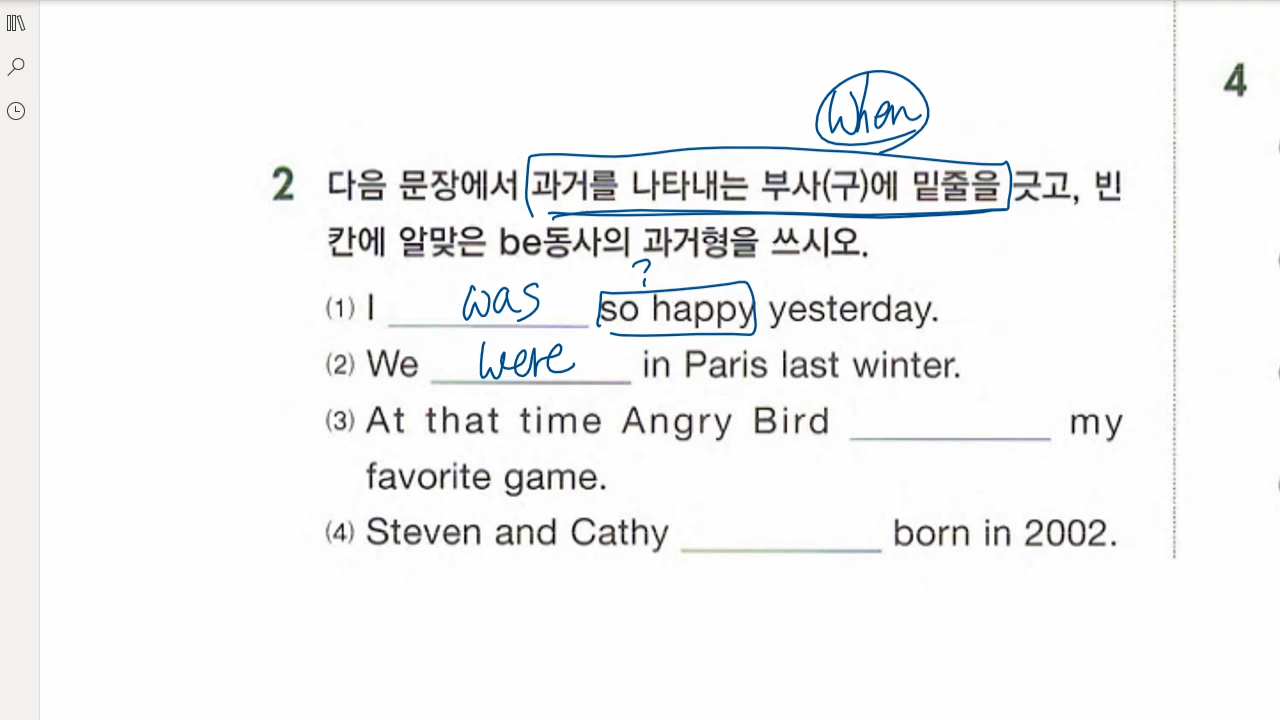 4
When
2 다음 문장에서 과거를 나타내는 부사(구)에 밑줄을 긋고, 빈
칸에 알맞은 be동사의 과거형을 쓰시오.
?
(1) I was so happy yesterday.
(2) We were in Paris last winter.
(3) At that time Angry Bird my
favorite game.
(4) Steven and Cathy born in 2002.